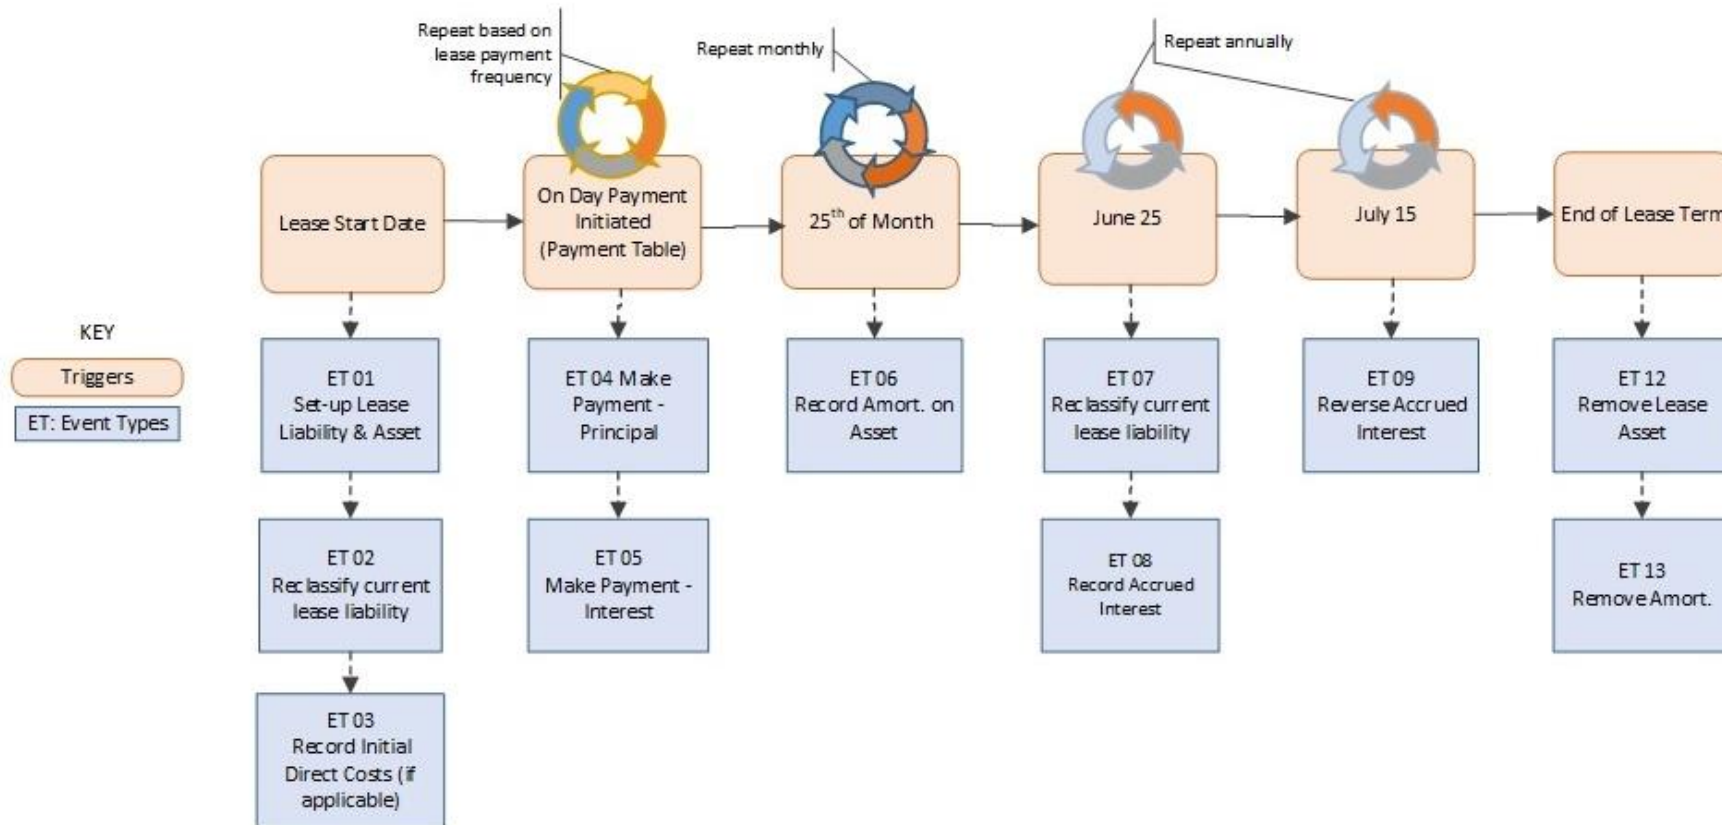 Repeat based on
lease payment
frequency
Repeat monthly
Repeat annually
Lease Start Date
On Day Payment
Initiated
(Payment Table)
25th of Month
June 25
July 15
End of Lease Term
KEY
Triggers
ET: Event Types
ET 01
Set-up Lease
Liability & Asset
ET 04 Make
Payment -
Principal
ET 06
Record Amort. on
Asset
ET 07
Reclassify current
lease liability
ET 09
Reverse Accrued
Interest
ET 12
Remove Lease
Asset
ET 02
Reclassify current
lease liability
ET 05
Make Payment -
Interest
ET 08
Record Accrued
Interest
ET 13
Remove Amort.
ET 03
Record Initial
Direct Costs (if
applicable)